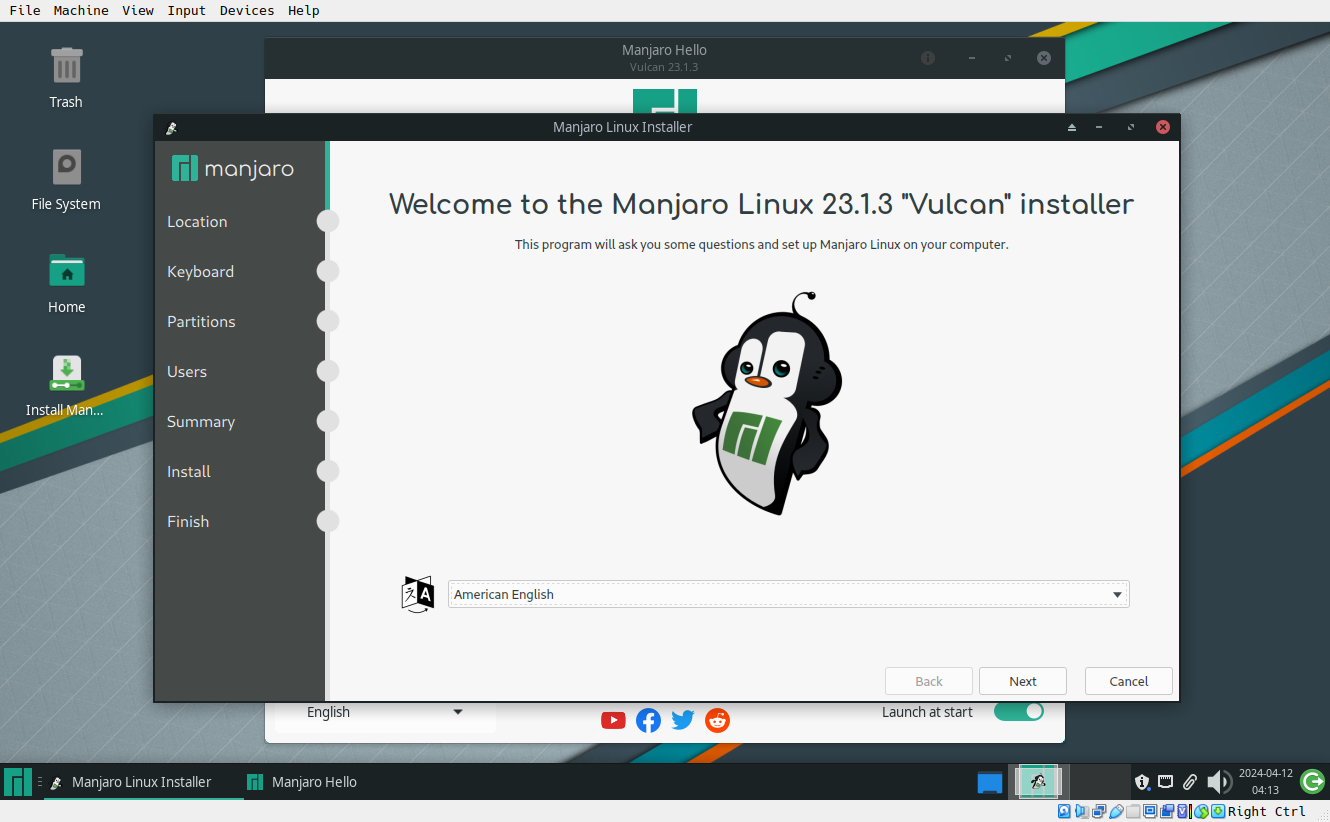 File Machine View Input Devices Help
Manjaro Hello
Vulcan 23.1.3
Trash
File System
Home
Install Man...
Manjaro Linux Installer
manjaro
Location
Keyboard
Partitions
Users
Summary
Install
Finish
Welcome to the Manjaro Linux 23.1.3 "Vulcan" installer
This program will ask you some questions and set up Manjaro Linux on your computer.
American English
Back Next Cancel
English
Launch at start
Manjaro Linux Installer
Manjaro Hello
2024-04-12
04:13
Right Ctrl